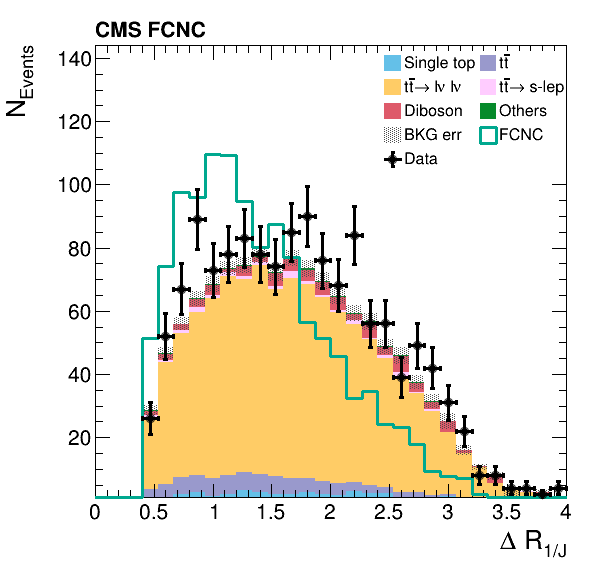 CMS FCNC
N_Events
140
120
100
80
60
40
20
Single top
tt̄
tt̄→ lν lν
tt̄→ s-lep
Diboson
Others
BKG err
FCNC
Data
0 0.5 1 1.5 2 2.5 3 3.5 4
Δ R_1/J